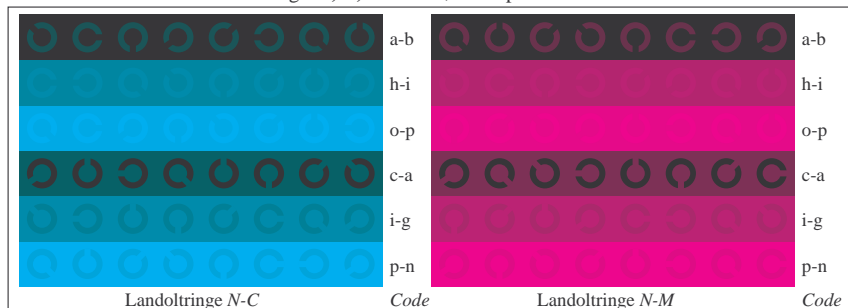 a-b a-b
h-i h-i
o-p o-p
c-a c-a
i-g i-g
p-n p-n
Landoltringe N-C Code Landoltringe N-M Code